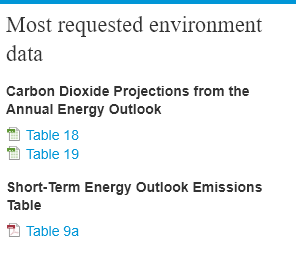 Most requested environment
data
Carbon Dioxide Projections from the
Annual Energy Outlook
Table 18
Table 19
Short-Term Energy Outlook Emissions
Table
Table 9a